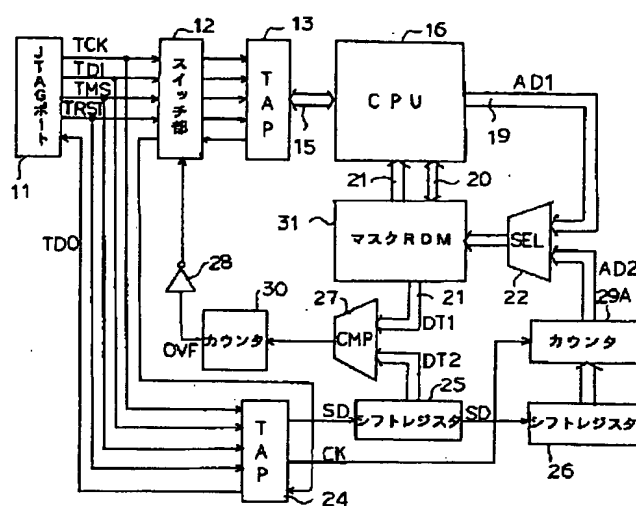 12
13
16
TCK
TDI
TMS
TRST
JTAGポート
スイッチ部
TAP
CPU
AD1
19
11
15
21
20
TDO
31
マスクROM
SEL
22
AD2
29A
28
30
27
21
DT1
カウンタ
CMP
カウンタ
OVF
DT2
25
SD
シフトレジスタ
SD
シフトレジスタ
TAP
CK
26
24